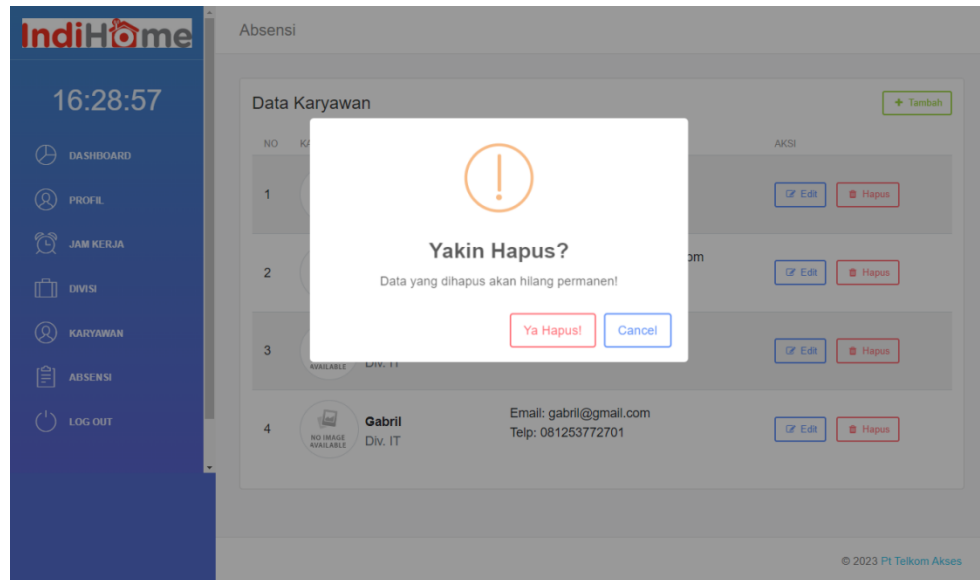 IndiHome
Absensi
16:28:57
DASHBOARD
PROFIL
JAM KERJA
DIVISI
KARYAWAN
ABSENSI
LOG OUT
Data Karyawan
+ Tambah
NO
AKSI
1
Edit
Hapus
2
om
Edit
Hapus
Yakin Hapus?
Data yang dihapus akan hilang permanen!
Ya Hapus!
Cancel
3
AVAILABLE
Div. IT
Edit
Hapus
4
NO IMAGE
AVAILABLE
Gabril
Div. IT
Email: gabril@gmail.com
Telp: 081253772701
Edit
Hapus
© 2023 Pt Telkom Akses